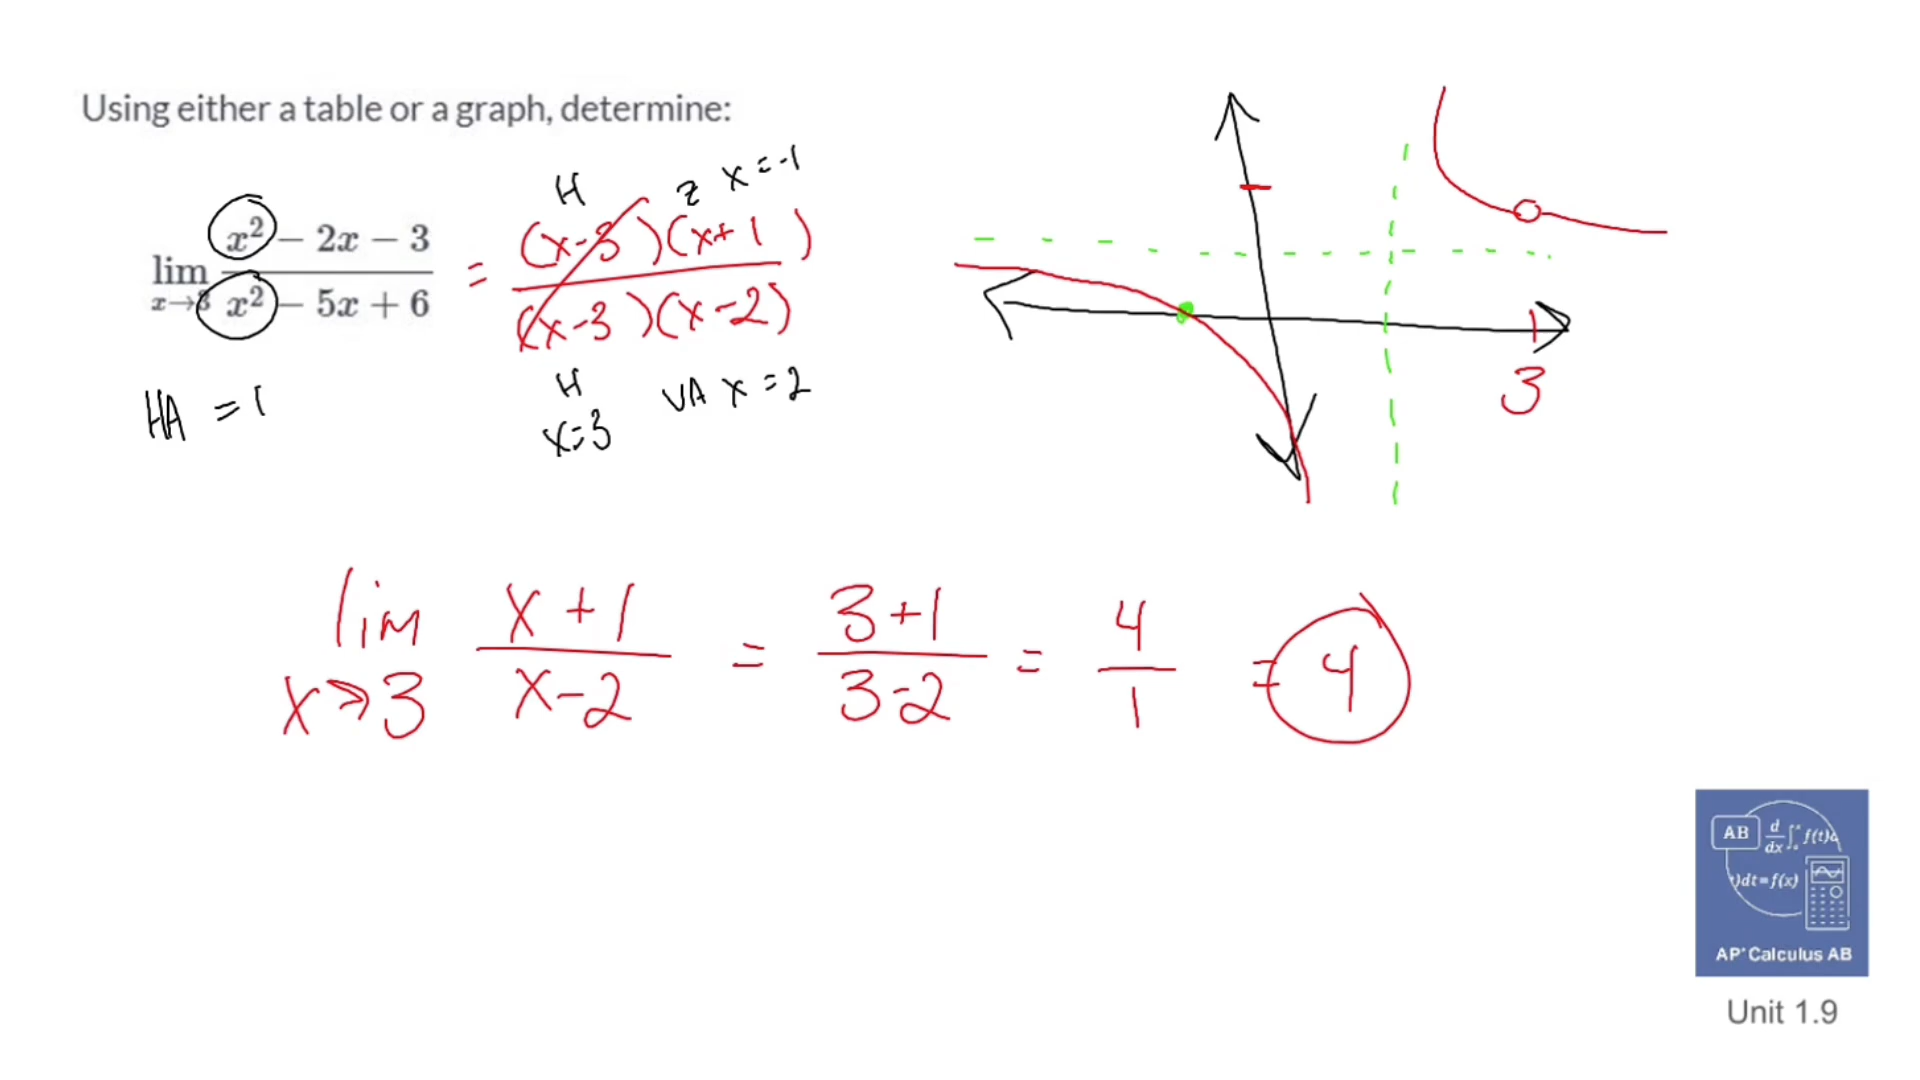 Using either a table or a graph, determine:
H z x = -1
lim x→3 x² − 2x − 3 / x² − 5x + 6 = (x-3)(x+1) / (x-3)(x-2)
HA = 1
H VA x = 2
x=3
3
lim x→3 x+1 / x-2 = 3+1 / 3-2 = 4/1 = 4
AB d/dx
)dt=f(x)
AP* Calculus AB
Unit 1.9